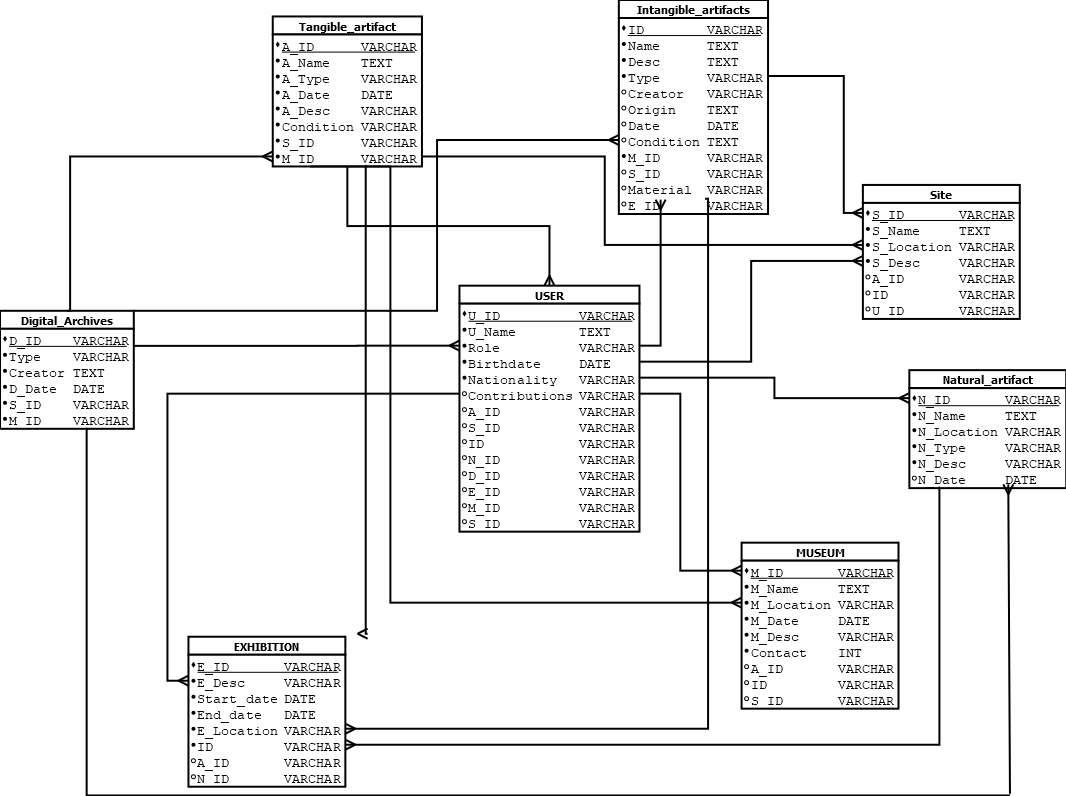 Tangible_artifact
A_ID VARCHAR
A_Name TEXT
A_Type VARCHAR
A_Date DATE
A_Desc VARCHAR
Condition VARCHAR
S_ID VARCHAR
M_ID VARCHAR
Intangible_artifacts
ID VARCHAR
Name TEXT
Desc TEXT
Type VARCHAR
Creator VARCHAR
Origin TEXT
Date DATE
Condition TEXT
M_ID VARCHAR
S_ID VARCHAR
Material VARCHAR
E_ID VARCHAR
Site
S_ID VARCHAR
S_Name TEXT
S_Location VARCHAR
S_Desc VARCHAR
A_ID VARCHAR
ID VARCHAR
U_ID VARCHAR
Digital_Archives
D_ID VARCHAR
Type VARCHAR
Creator TEXT
D_Date DATE
S_ID VARCHAR
M_ID VARCHAR
USER
U_ID VARCHAR
U_Name TEXT
Role VARCHAR
Birthdate DATE
Nationality VARCHAR
Contributions VARCHAR
A_ID VARCHAR
S_ID VARCHAR
ID VARCHAR
N_ID VARCHAR
D_ID VARCHAR
E_ID VARCHAR
M_ID VARCHAR
S_ID VARCHAR
Natural_artifact
N_ID VARCHAR
N_Name TEXT
N_Location VARCHAR
N_Type VARCHAR
N_Desc VARCHAR
N_Date DATE
MUSEUM
M_ID VARCHAR
M_Name TEXT
M_Location VARCHAR
M_Date DATE
M_Desc VARCHAR
Contact INT
A_ID VARCHAR
ID VARCHAR
S_ID VARCHAR
EXHIBITION
E_ID VARCHAR
E_Desc VARCHAR
Start_date DATE
End_date DATE
E_Location VARCHAR
ID VARCHAR
A_ID VARCHAR
N_ID VARCHAR